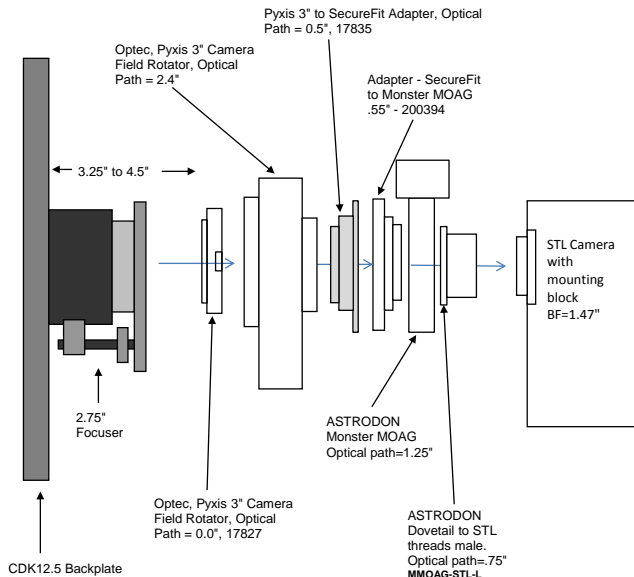 Pyxis 3" to SecureFit Adapter, Optical
Path = 0.5", 17835
Optec, Pyxis 3" Camera
Field Rotator, Optical
Path = 2.4"
Adapter - SecureFit
to Monster MOAG
.55" - 200394
3.25" to 4.5"
STL Camera
with
mounting
block
BF=1.47"
2.75"
Focuser
ASTRODON
Monster MOAG
Optical path=1.25"
Optec, Pyxis 3" Camera
Field Rotator, Optical
Path = 0.0", 17827
ASTRODON
Dovetail to STL
threads male.
Optical path=.75"
MMOAG-STL-L
CDK12.5 Backplate